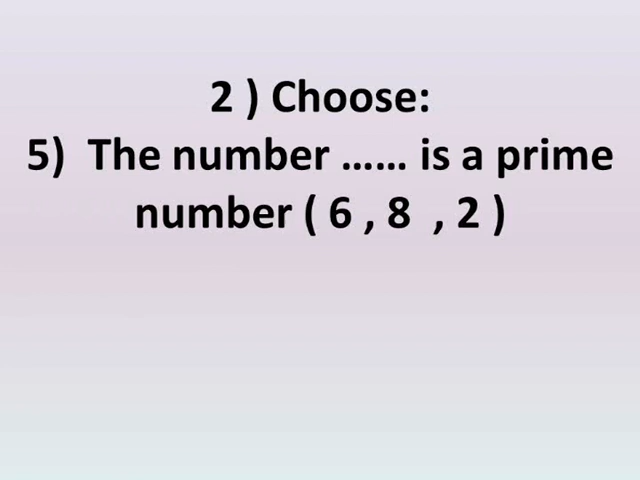 2 ) Choose:
5)  The number ...... is a prime
number ( 6 , 8  , 2 )